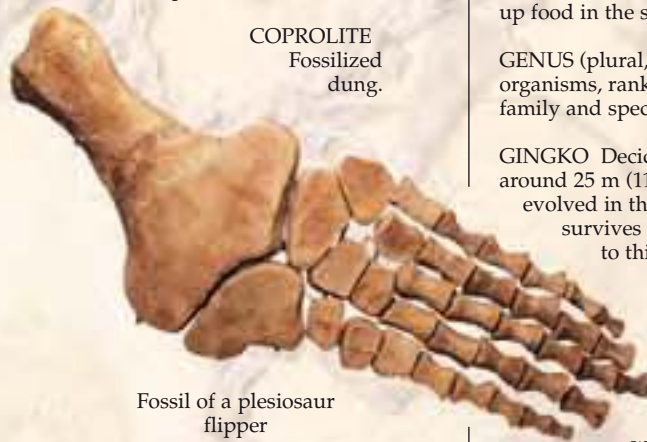 COPROLITE
Fossilized
dung.
Fossil of a plesiosaur
flipper
up food in the s
GENUS (plural,
organisms, rank
family and spec
GINGKO Decid
around 25 m (11
evolved in th
survives
to thi